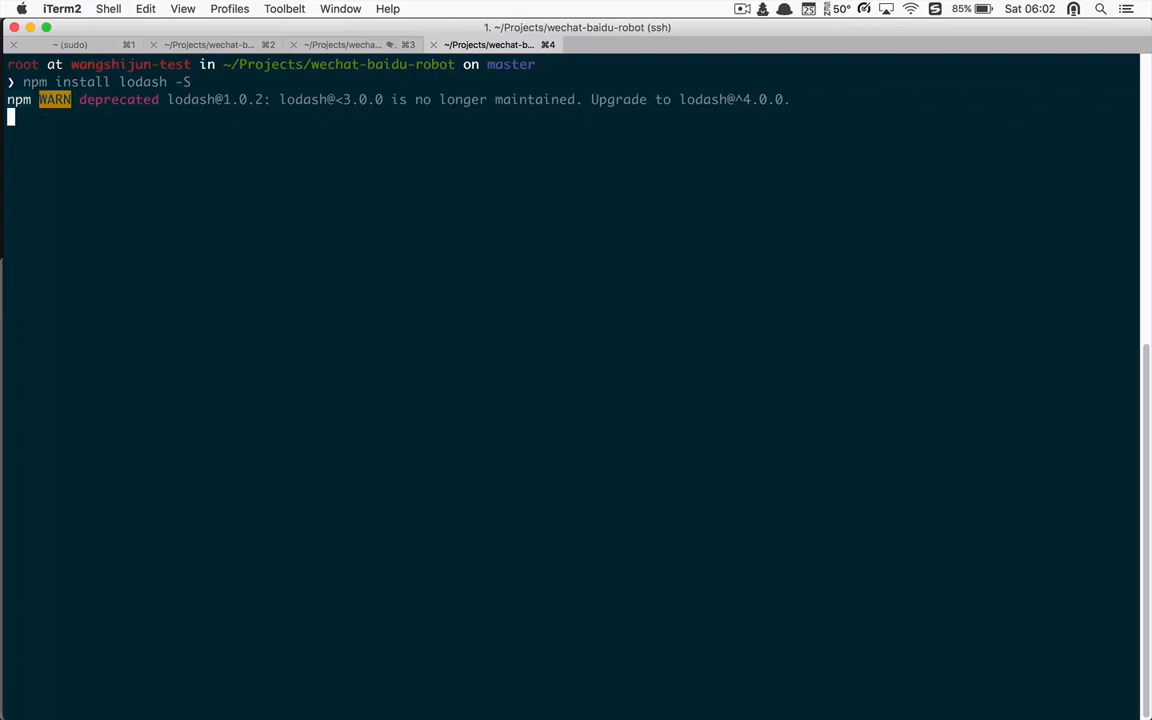 iTerm2 Shell Edit View Profiles Toolbelt Window Help 25 50° 85% Sat 06:02
1. ~/Projects/wechat-baidu-robot (ssh)
~ (sudo) ⌘1 ~/Projects/wechat-b... ⌘2 ~/Projects/wecha... ⌘3 ~/Projects/wechat-b... ⌘4
root at wangshijun-test in ~/Projects/wechat-baidu-robot on master
❯ npm install lodash -S
npm WARN deprecated lodash@1.0.2: lodash@<3.0.0 is no longer maintained. Upgrade to lodash@^4.0.0.